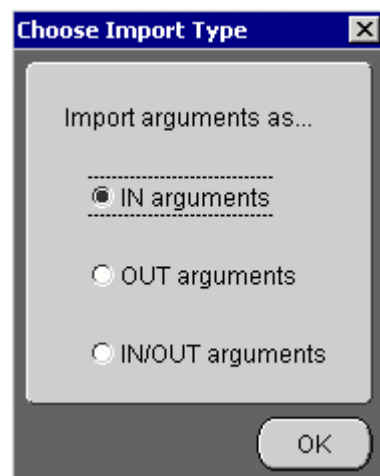 Choose Import Type
Import arguments as...
IN arguments
OUT arguments
IN/OUT arguments
OK